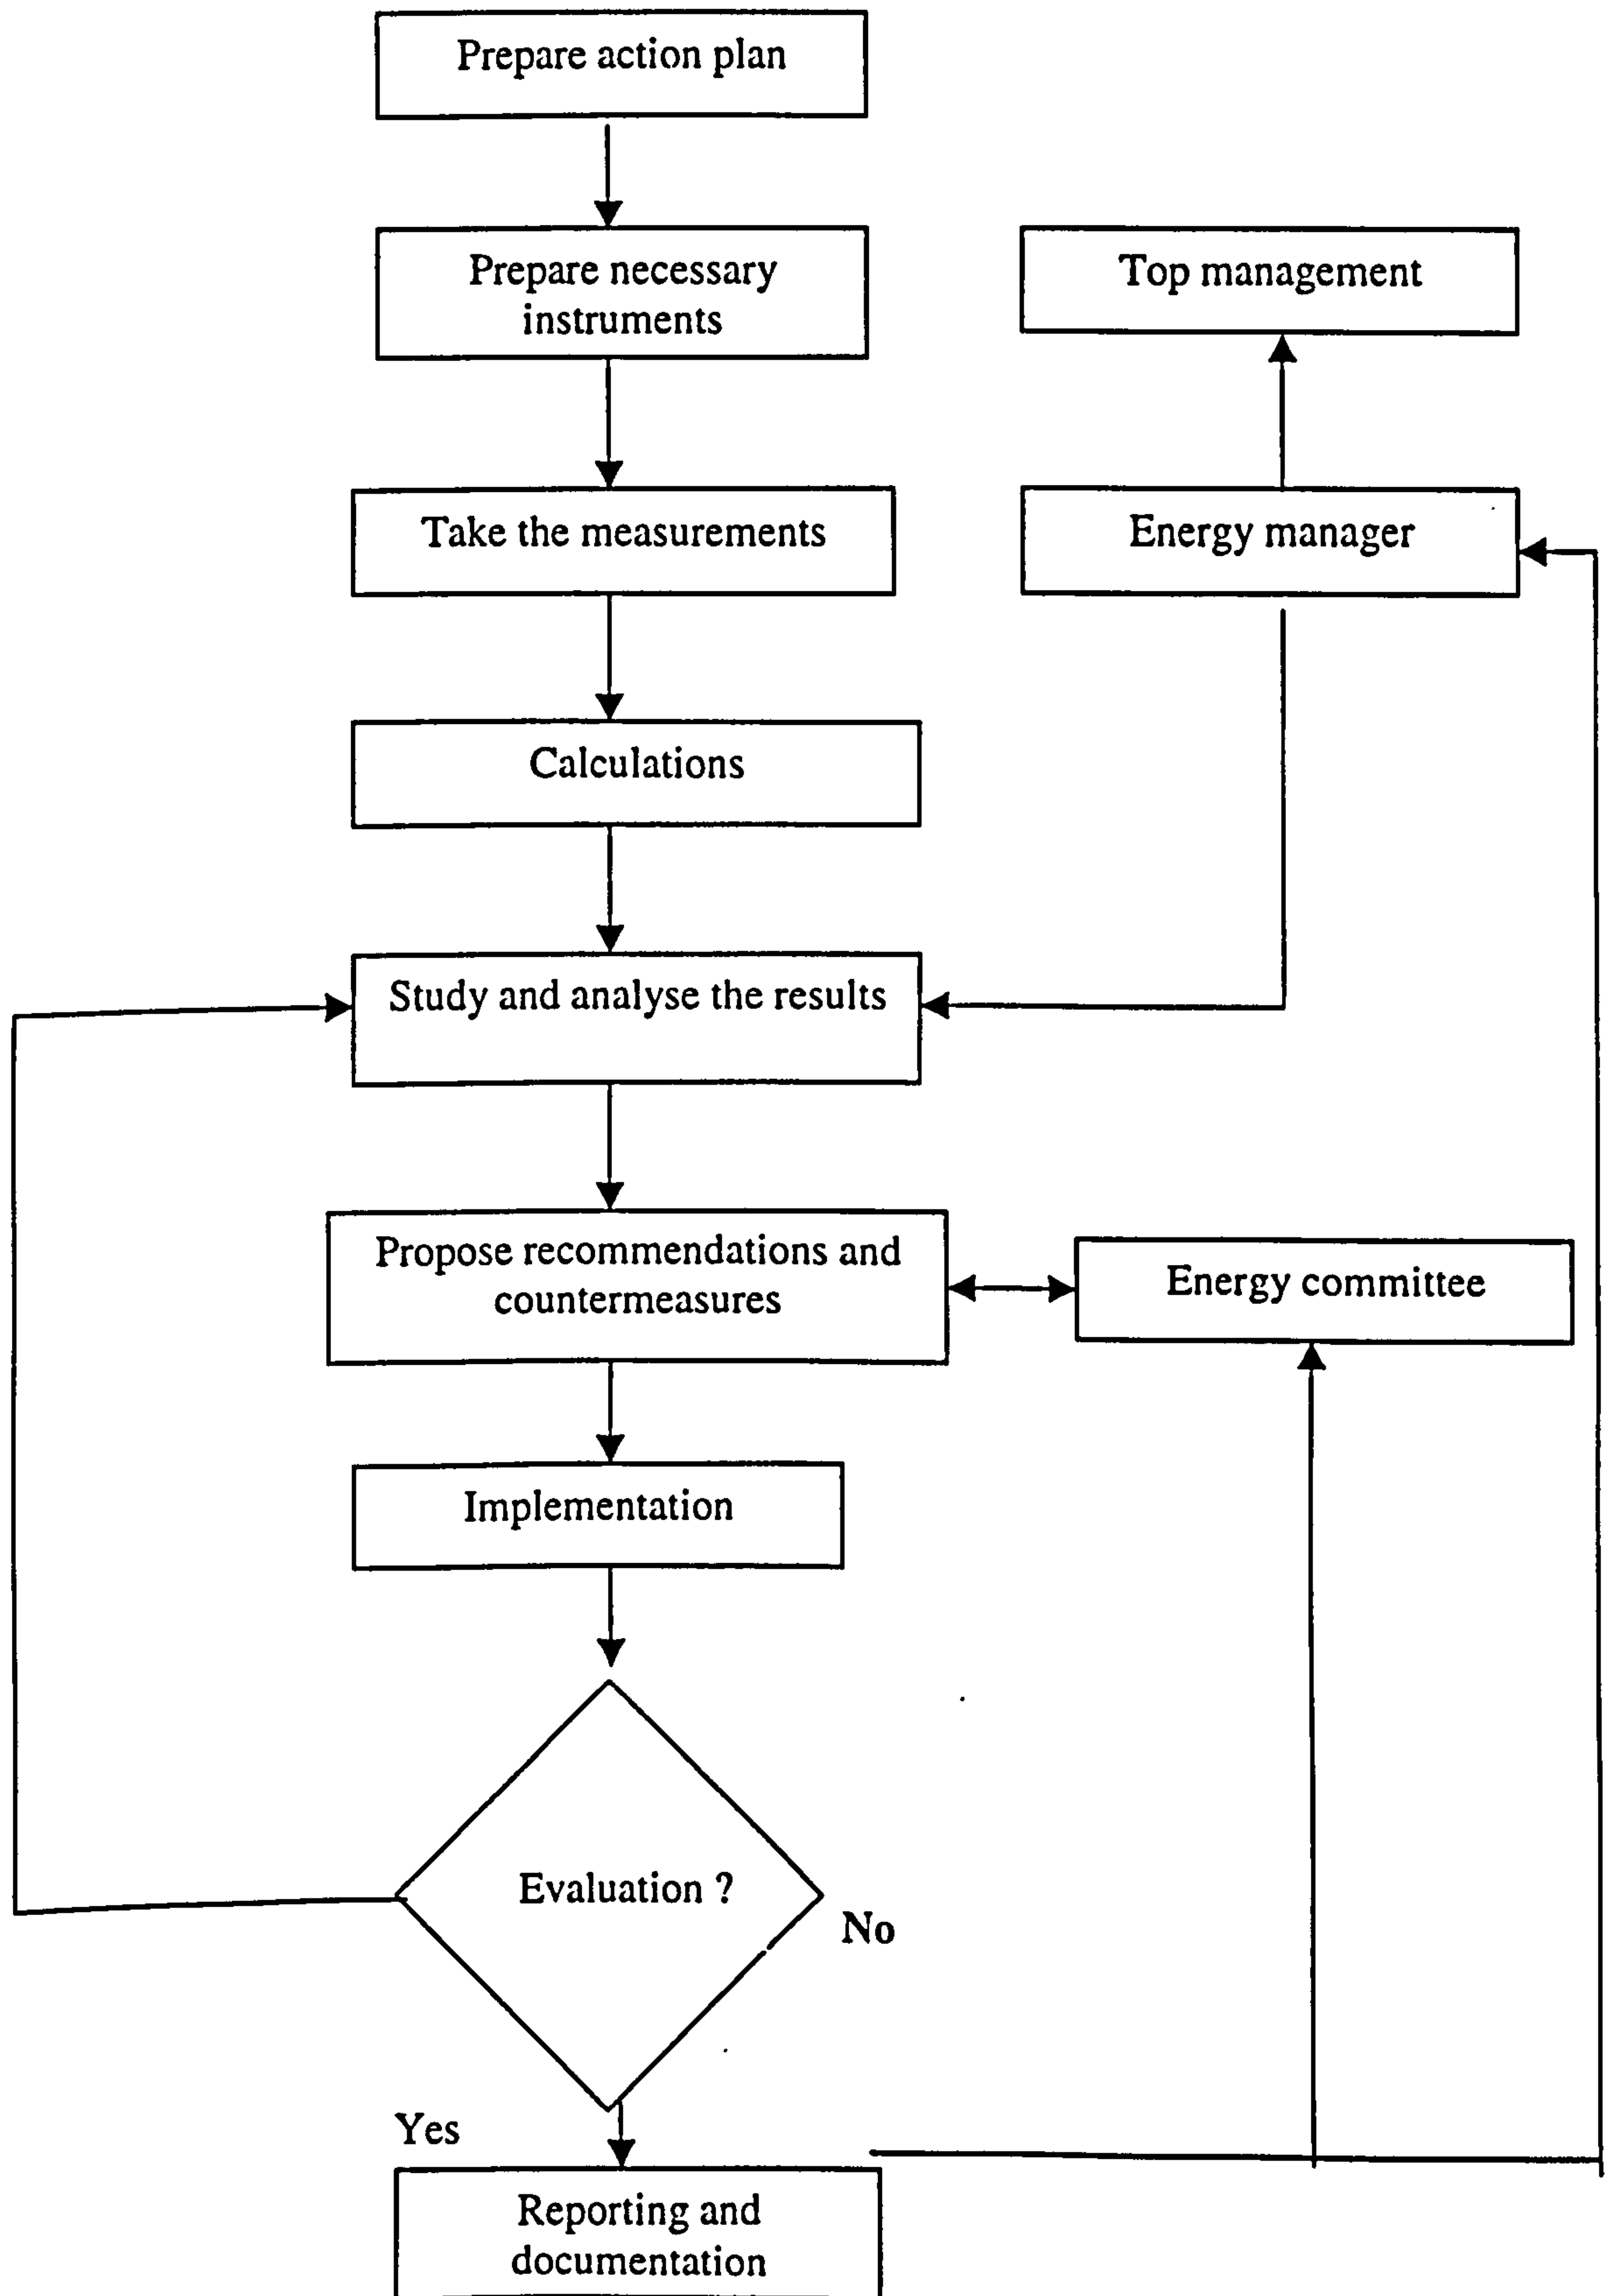 Prepare action plan
Prepare necessary
instruments
Top management
Take the measurements
Energy manager
Calculations
Study and analyse the results
Propose recommendations and
countermeasures
Energy committee
Implementation
Evaluation ?
No
Yes
Reporting and
documentation